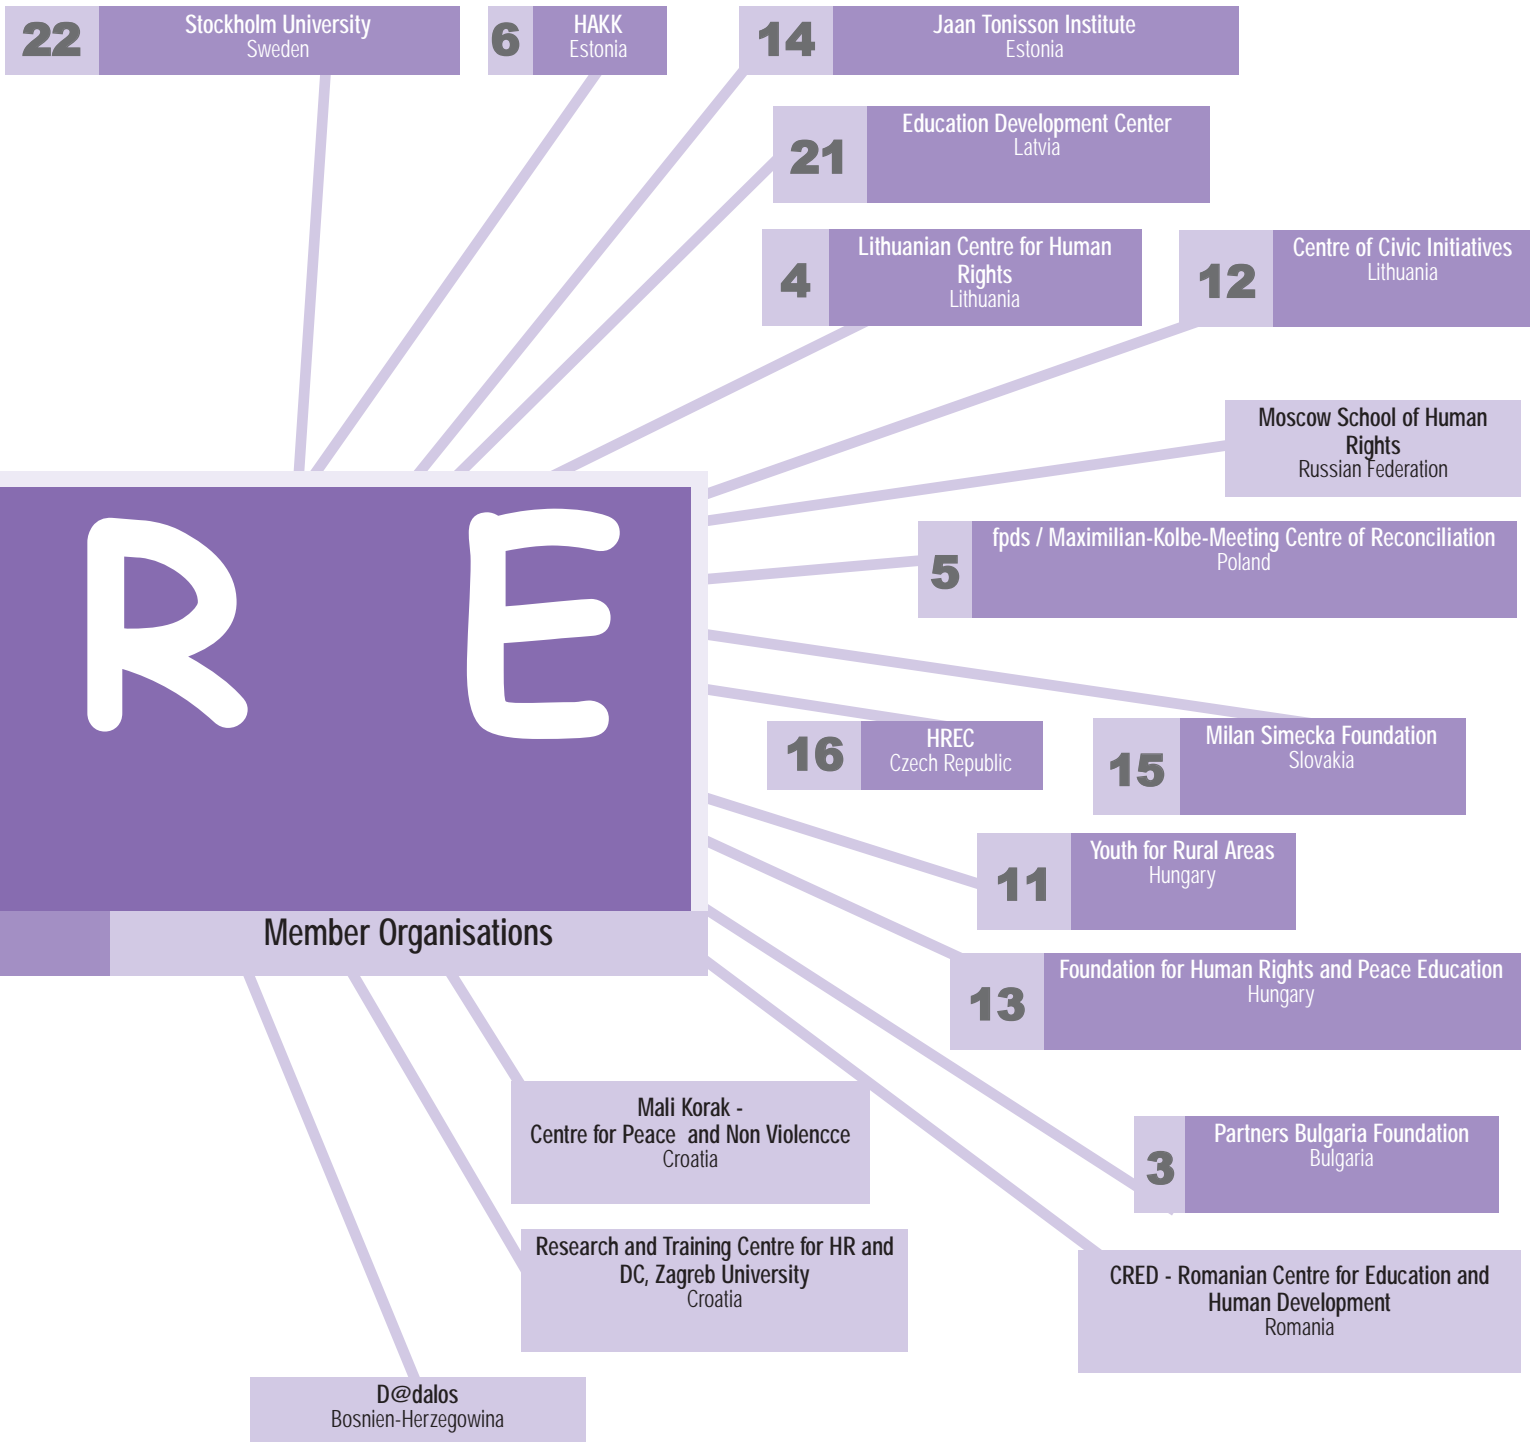 22
Stockholm University
Sweden
6
HAKK
Estonia
14
Jaan Tonisson Institute
Estonia
21
Education Development Center
Latvia
4
Lithuanian Centre for Human
Rights
Lithuania
12
Centre of Civic Initiatives
Lithuania
Moscow School of Human
Rights
Russian Federation
R E
5
fpds / Maximilian-Kolbe-Meeting Centre of Reconciliation
Poland
16
HREC
Czech Republic
15
Milan Simecka Foundation
Slovakia
11
Youth for Rural Areas
Hungary
Member Organisations
13
Foundation for Human Rights and Peace Education
Hungary
Mali Korak -
Centre for Peace and Non Violencce
Croatia
3
Partners Bulgaria Foundation
Bulgaria
Research and Training Centre for HR and
DC, Zagreb University
Croatia
CRED - Romanian Centre for Education and
Human Development
Romania
D@dalos
Bosnien-Herzegowina